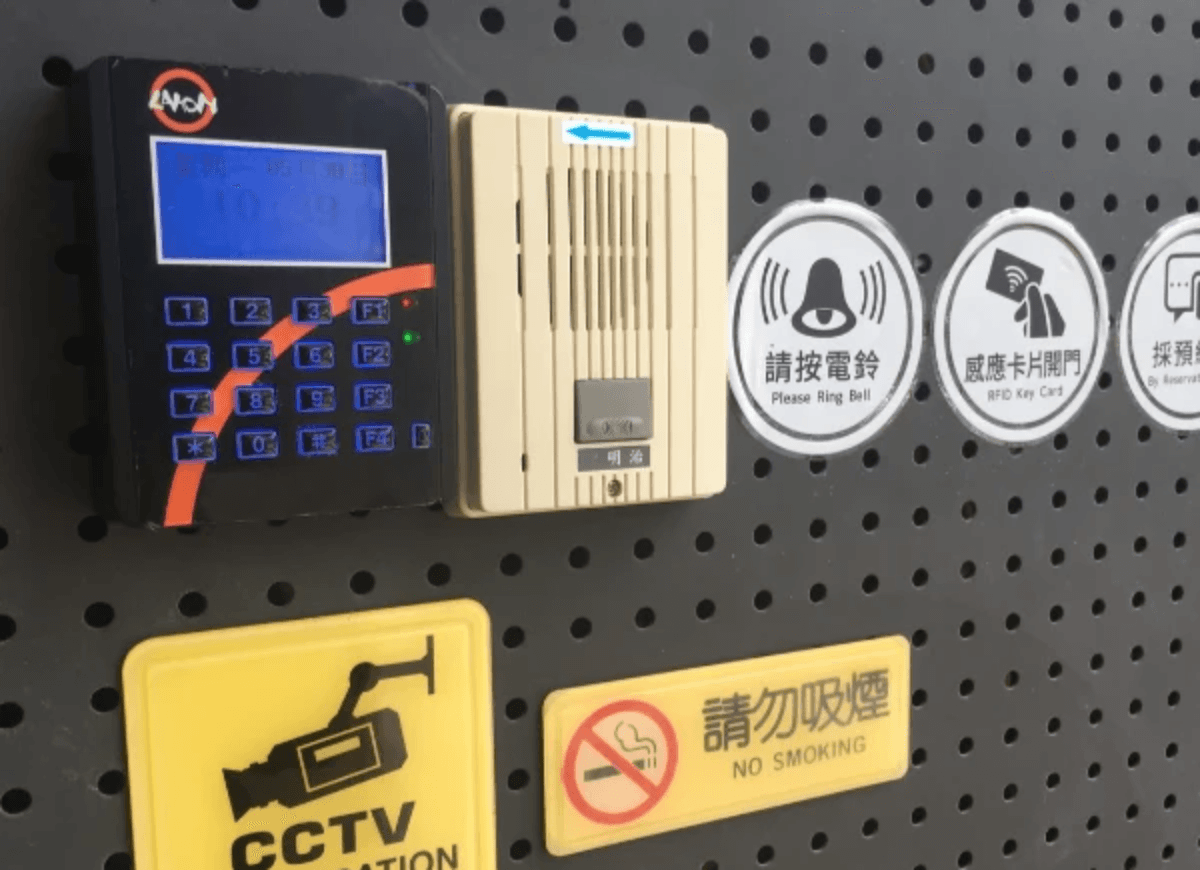 1 2 3 F1
4 5 6 F2
7 8 9 F3
* 0 # F4
明治
請按電鈴
Please Ring Bell
感應卡片開門
RFID Key Card
採預
By
CCTV
請勿吸煙
NO SMOKING